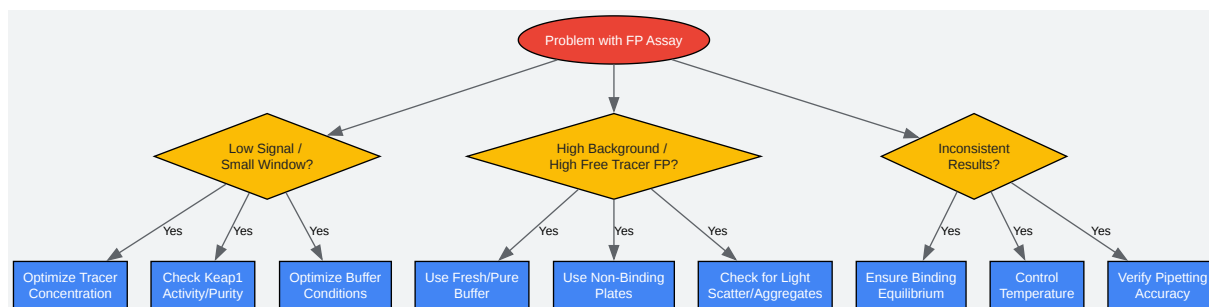 Problem with FP Assay
Low Signal /
Small Window?
High Background /
High Free Tracer FP?
Inconsistent
Results?
Yes
Yes
Yes
Yes
Yes
Yes
Yes
Yes
Yes
Optimize Tracer
Concentration
Check Keap1
Activity/Purity
Optimize Buffer
Conditions
Use Fresh/Pure
Buffer
Use Non-Binding
Plates
Check for Light
Scatter/Aggregates
Ensure Binding
Equilibrium
Control
Temperature
Verify Pipetting
Accuracy